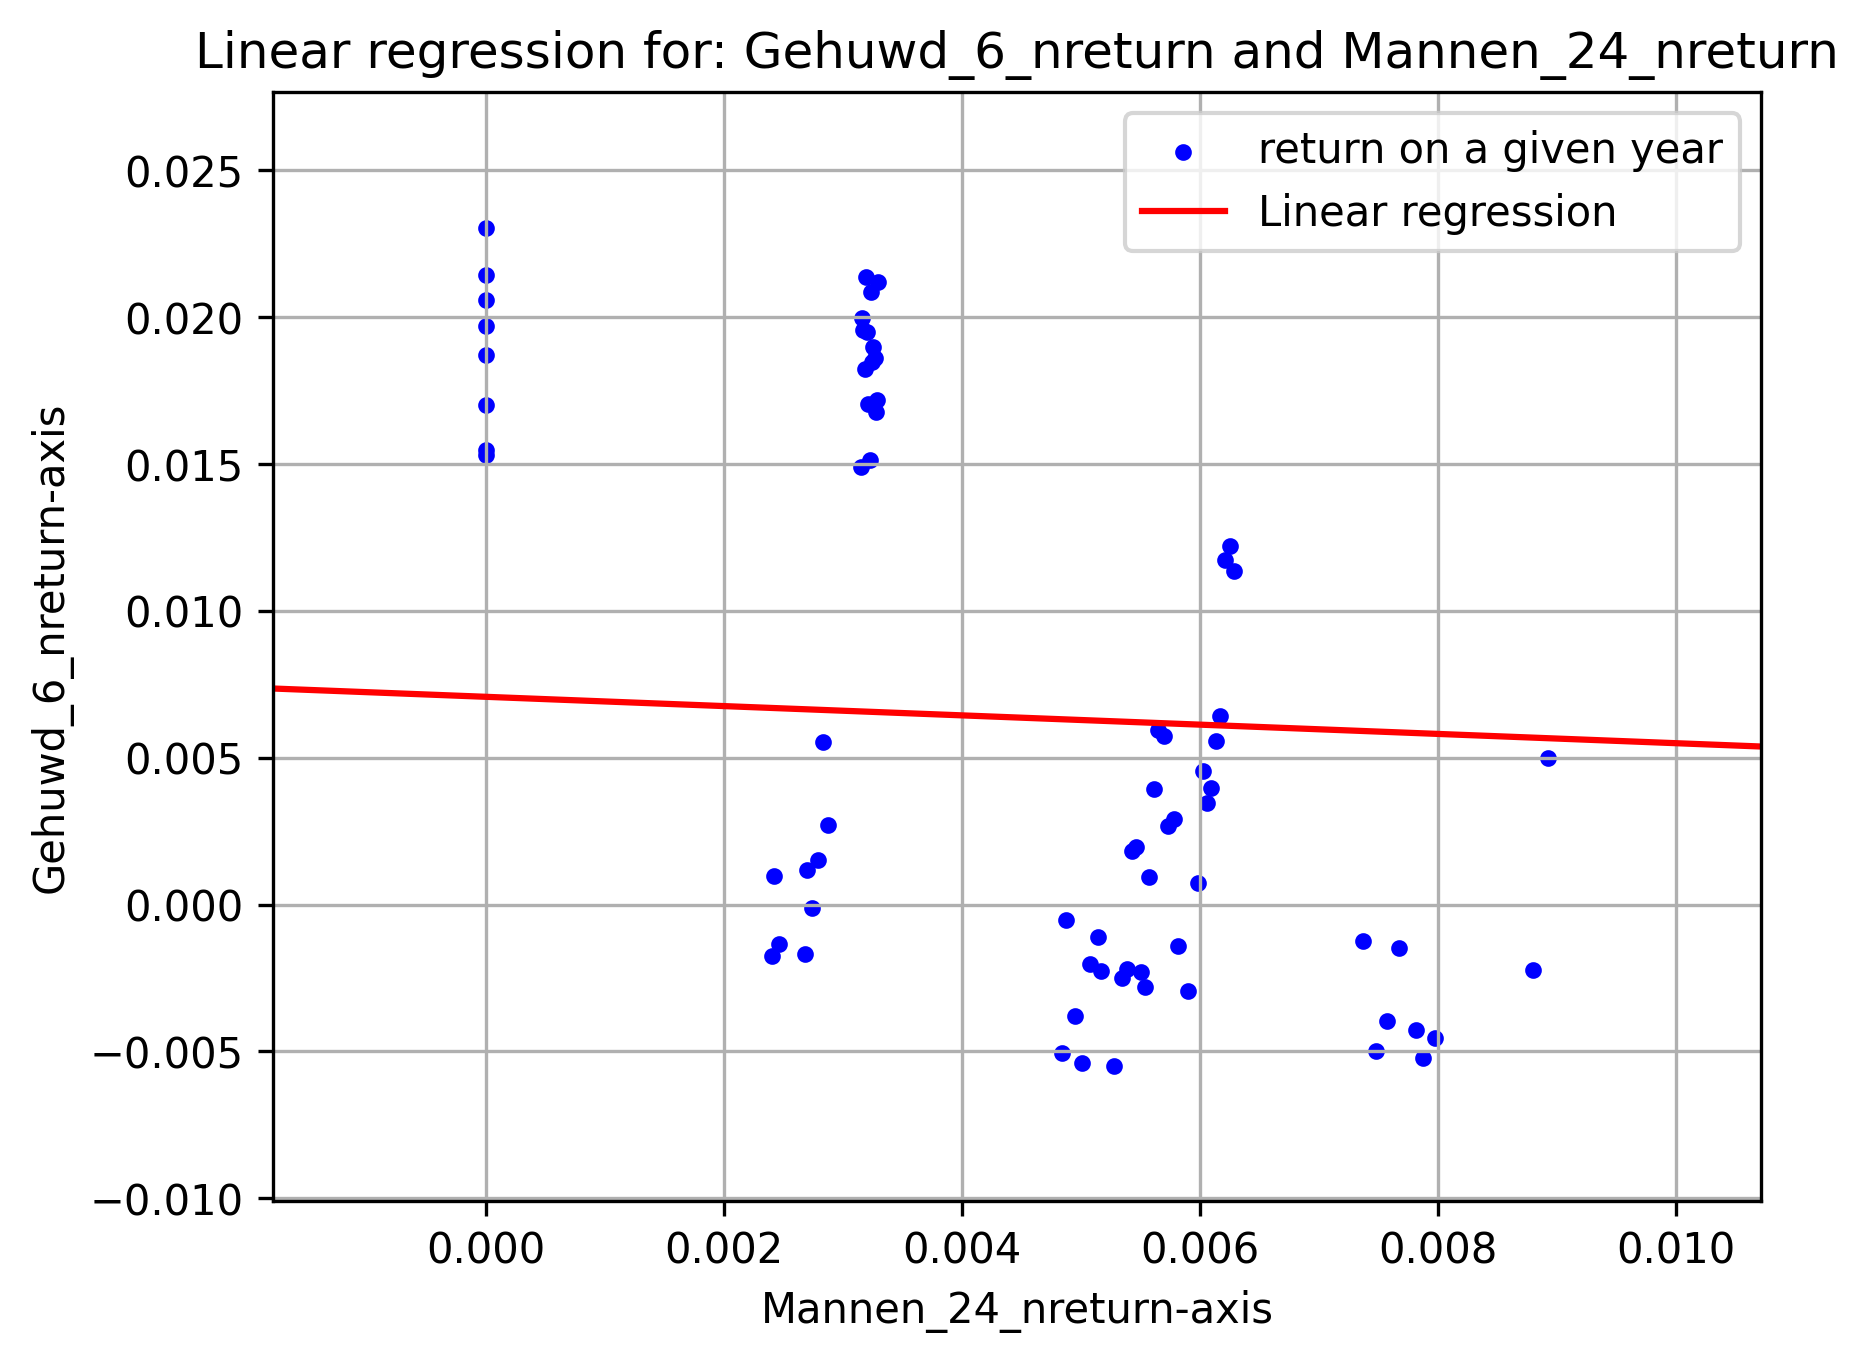 Linear regression for: Gehuwd_6_nreturn and Mannen_24_nreturn
return on a given year
Linear regression
0.025
0.020
0.015
0.010
0.005
0.000
−0.005
−0.010
Gehuwd_6_nreturn-axis
0.000 0.002 0.004 0.006 0.008 0.010
Mannen_24_nreturn-axis